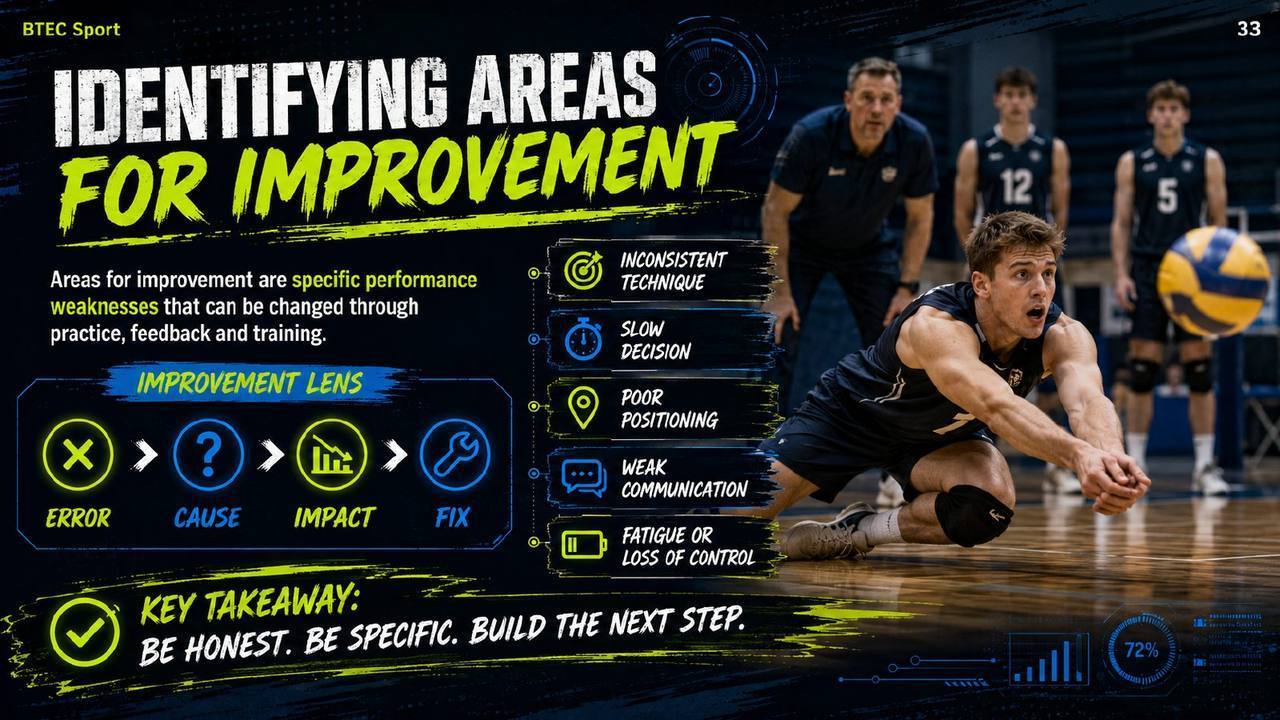 BTEC Sport
33
IDENTIFYING AREAS
FOR IMPROVEMENT
Areas for improvement are specific performance
weaknesses that can be changed through
practice, feedback and training.
IMPROVEMENT LENS
ERROR
CAUSE
IMPACT
FIX
INCONSISTENT
TECHNIQUE
SLOW
DECISION
POOR
POSITIONING
WEAK
COMMUNICATION
FATIGUE OR
LOSS OF CONTROL
12
5
7
KEY TAKEAWAY:
BE HONEST. BE SPECIFIC. BUILD THE NEXT STEP.
72%